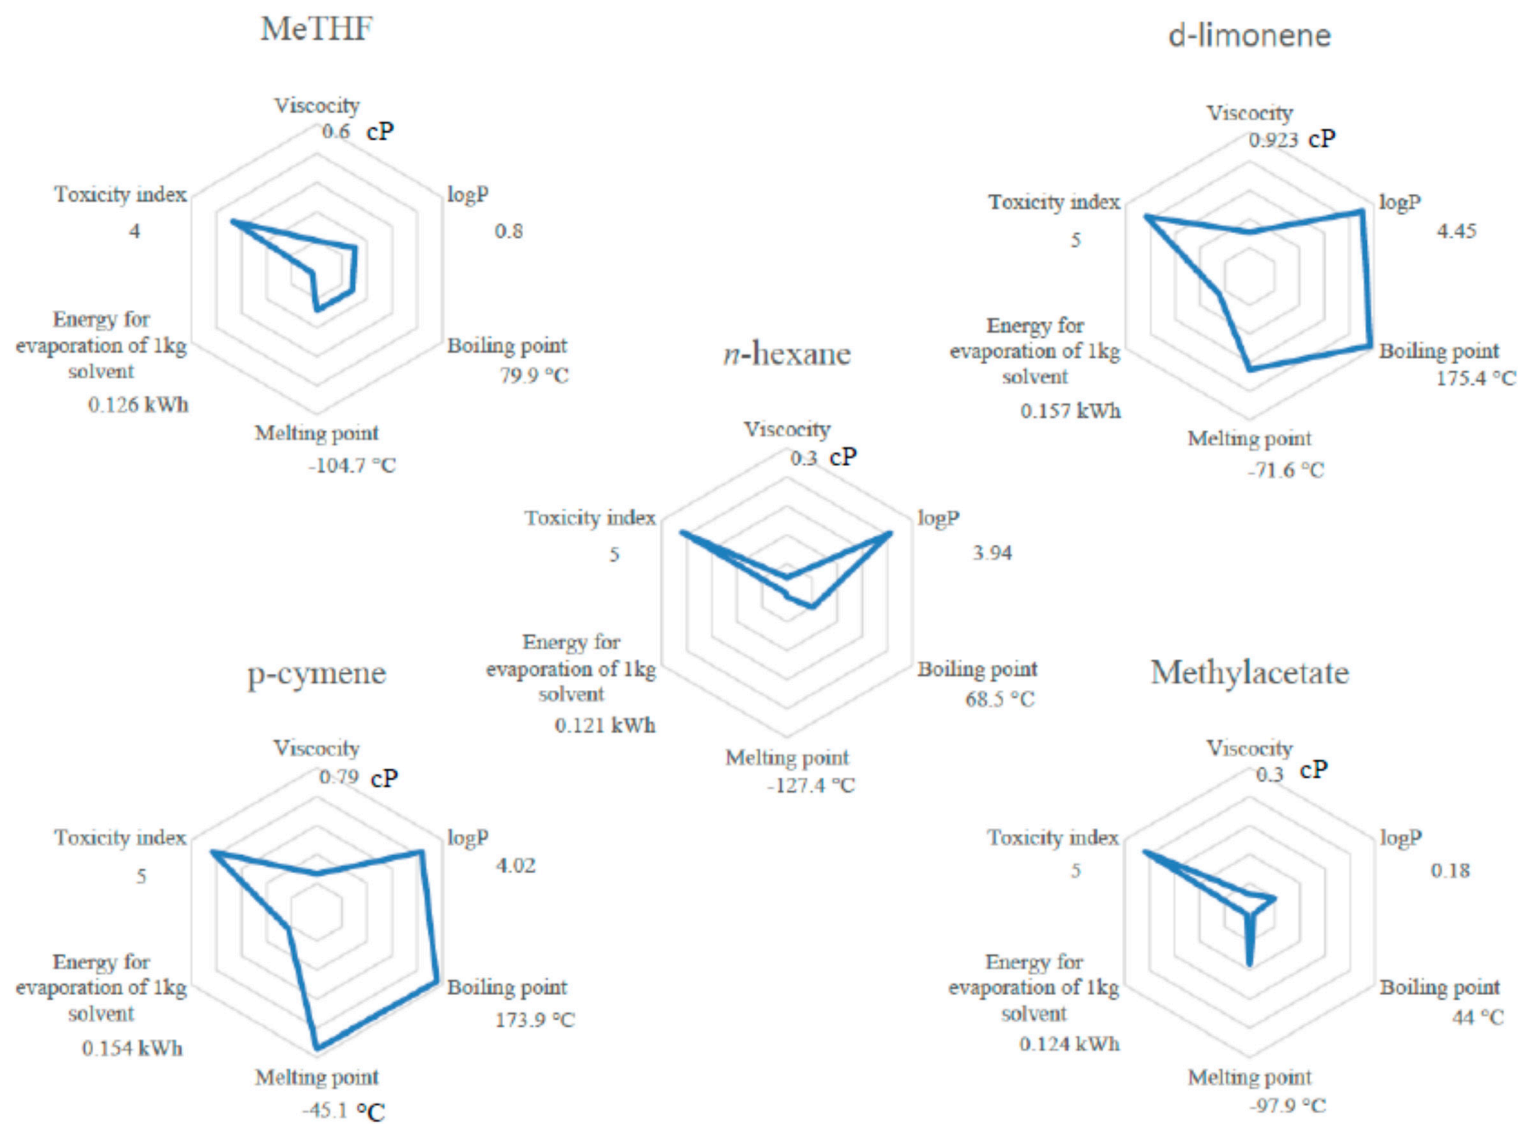 MeTHF
Viscocity
0.6 cP
Toxicity index
4
logP
0.8
Energy for
evaporation of 1kg
solvent
0.126 kWh
Boiling point
79.9 °C
Melting point
-104.7 °C
d-limonene
Viscocity
0.923 cP
Toxicity index
5
logP
4.45
Energy for
evaporation of 1kg
solvent
0.157 kWh
Boiling point
175.4 °C
Melting point
-71.6 °C
n-hexane
Viscocity
0.3 cP
Toxicity index
5
logP
3.94
Energy for
evaporation of 1kg
solvent
0.121 kWh
Boiling point
68.5 °C
Melting point
-127.4 °C
p-cymene
Viscocity
0.79 cP
Toxicity index
5
logP
4.02
Energy for
evaporation of 1kg
solvent
0.154 kWh
Boiling point
173.9 °C
Melting point
-45.1 °C
Methylacetate
Viscocity
0.3 cP
Toxicity index
5
logP
0.18
Energy for
evaporation of 1kg
solvent
0.124 kWh
Boiling point
44 °C
Melting point
-97.9 °C